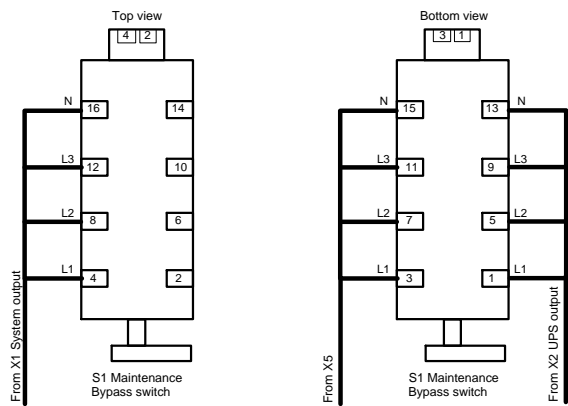 Top view
4 2
N 16 14
L3 12 10
L2 8 6
L1 4 2
From X1 System output
S1 Maintenance
Bypass switch
Bottom view
3 1
N 15 13 N
L3 11 9 L3
L2 7 5 L2
L1 3 1 L1
From X5
From X2 UPS output
S1 Maintenance
Bypass switch